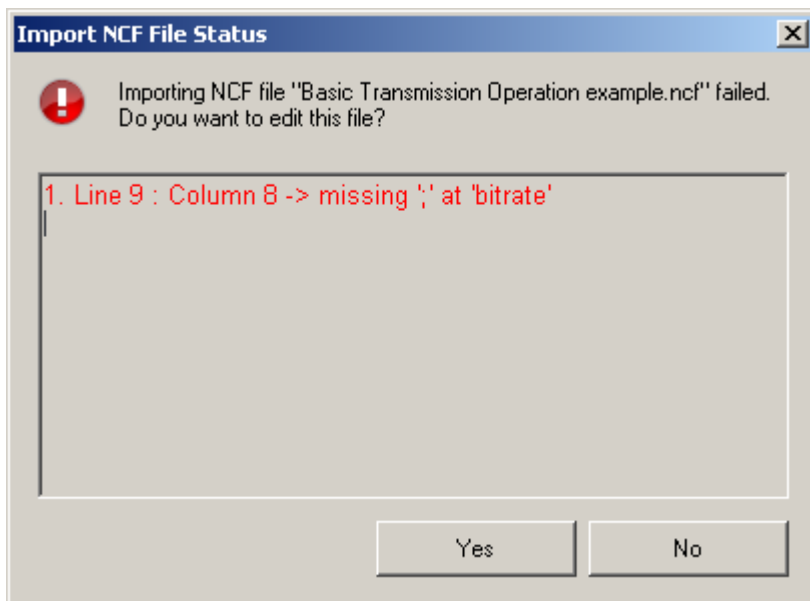 Import NCF File Status
Importing NCF file "Basic Transmission Operation example.ncf" failed.
Do you want to edit this file?
1. Line 9 : Column 8 -> missing ';' at 'bitrate'
Yes No